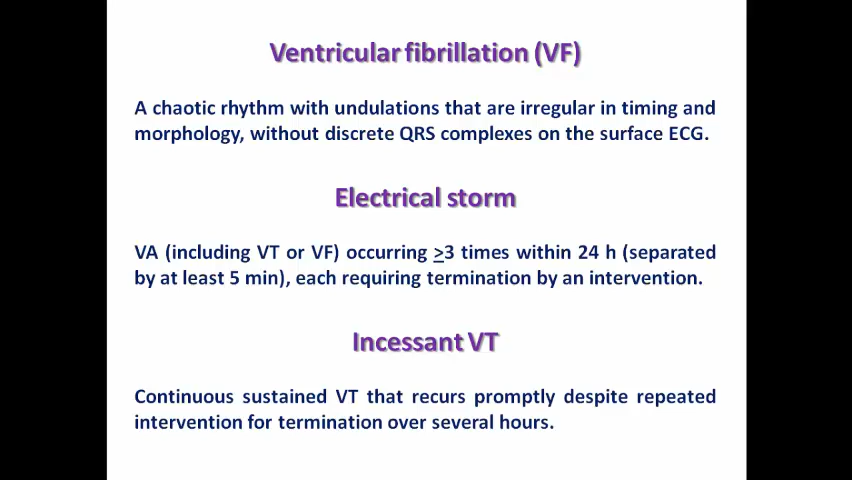 Ventricular fibrillation (VF)
A chaotic rhythm with undulations that are irregular in timing and
morphology, without discrete QRS complexes on the surface ECG.
Electrical storm
VA (including VT or VF) occurring >3 times within 24 h (separated
by at least 5 min), each requiring termination by an intervention.
Incessant VT
Continuous sustained VT that recurs promptly despite repeated
intervention for termination over several hours.